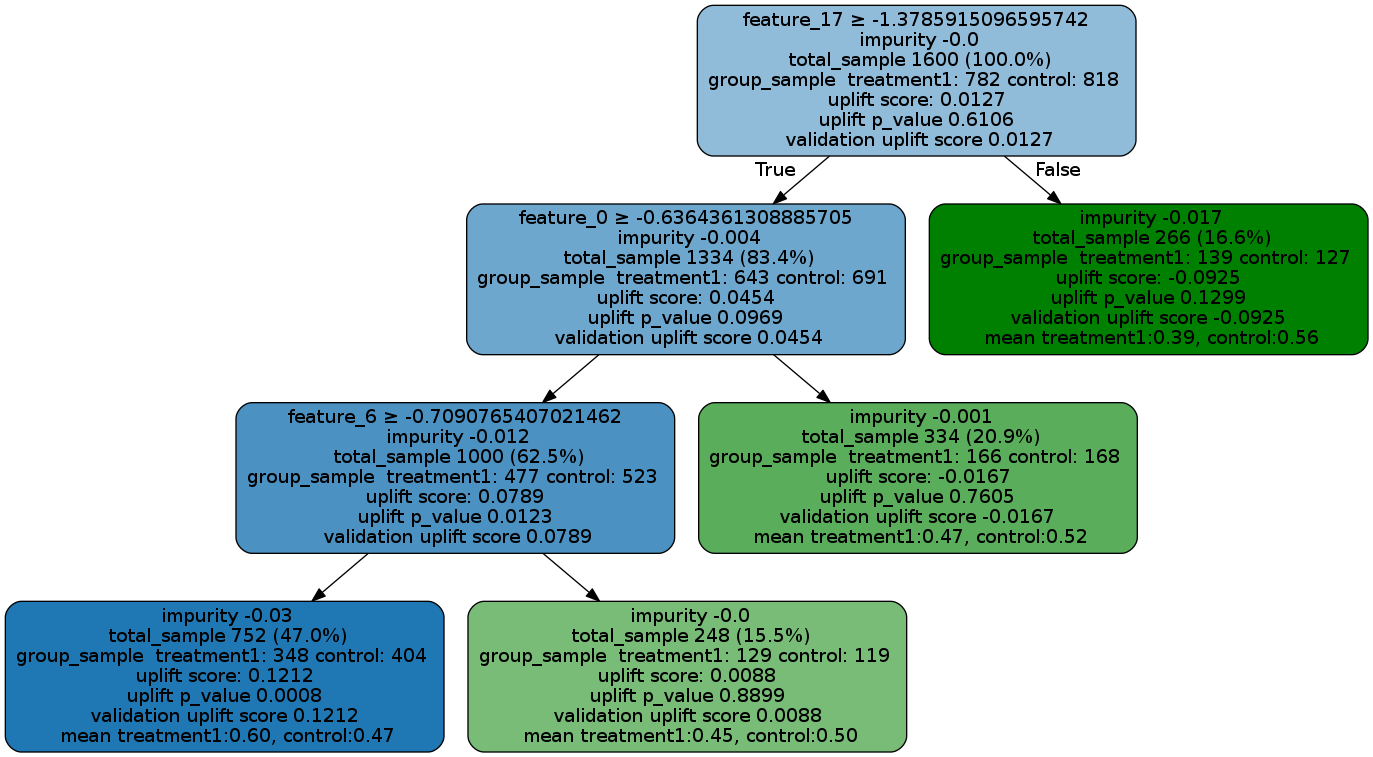 feature_17 ≥ -1.3785915096595742
impurity -0.0
total_sample 1600 (100.0%)
group_sample  treatment1: 782 control: 818
uplift score: 0.0127
uplift p_value 0.6106
validation uplift score 0.0127
True
False
feature_0 ≥ -0.6364361308885705
impurity -0.004
total_sample 1334 (83.4%)
group_sample  treatment1: 643 control: 691
uplift score: 0.0454
uplift p_value 0.0969
validation uplift score 0.0454
impurity -0.017
total_sample 266 (16.6%)
group_sample  treatment1: 139 control: 127
uplift score: -0.0925
uplift p_value 0.1299
validation uplift score -0.0925
mean treatment1:0.39, control:0.56
feature_6 ≥ -0.7090765407021462
impurity -0.012
total_sample 1000 (62.5%)
group_sample  treatment1: 477 control: 523
uplift score: 0.0789
uplift p_value 0.0123
validation uplift score 0.0789
impurity -0.001
total_sample 334 (20.9%)
group_sample  treatment1: 166 control: 168
uplift score: -0.0167
uplift p_value 0.7605
validation uplift score -0.0167
mean treatment1:0.47, control:0.52
impurity -0.03
total_sample 752 (47.0%)
group_sample  treatment1: 348 control: 404
uplift score: 0.1212
uplift p_value 0.0008
validation uplift score 0.1212
mean treatment1:0.60, control:0.47
impurity -0.0
total_sample 248 (15.5%)
group_sample  treatment1: 129 control: 119
uplift score: 0.0088
uplift p_value 0.8899
validation uplift score 0.0088
mean treatment1:0.45, control:0.50